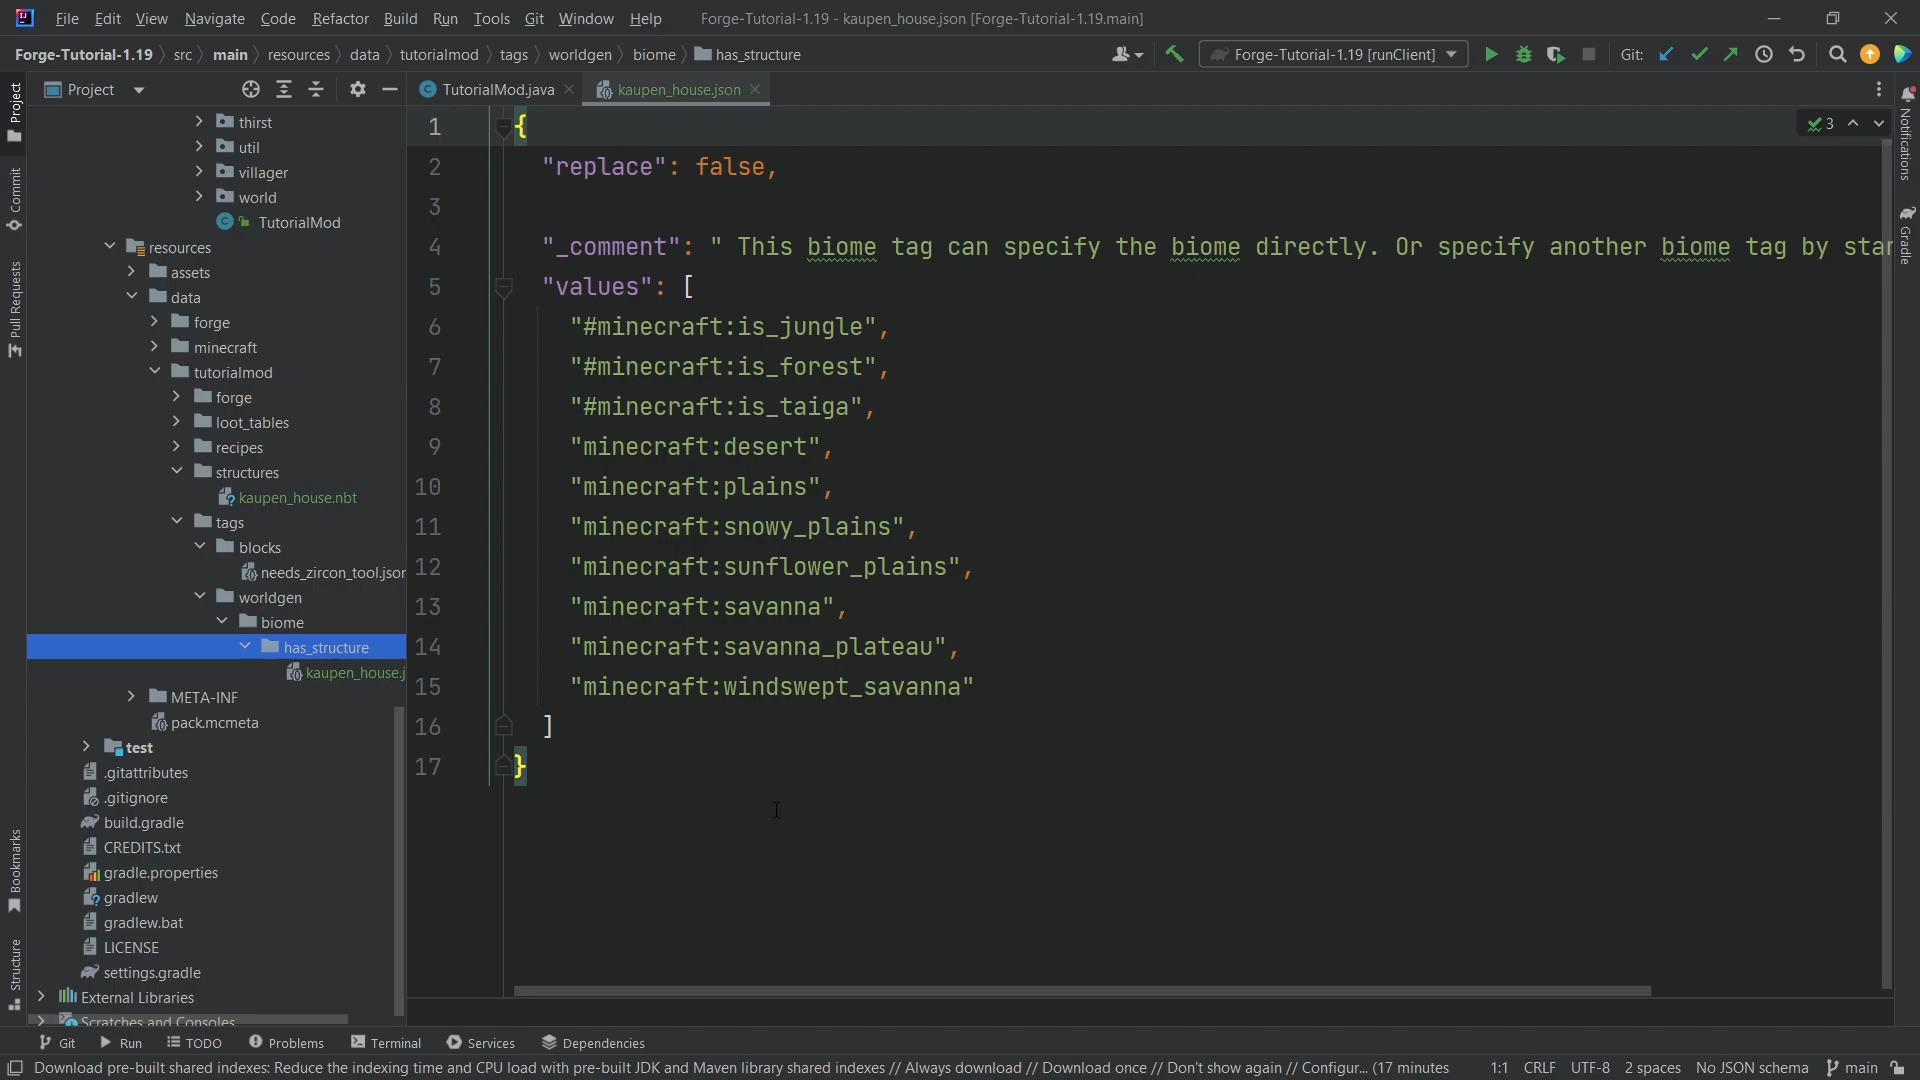 File Edit View Navigate Code Refactor Build Run Tools Git Window Help Forge-Tutorial-1.19 - kaupen_house.json [Forge-Tutorial-1.19.main]
Forge-Tutorial-1.19 src main resources data tutorialmod tags worldgen biome has_structure Forge-Tutorial-1.19 [runClient] Git:
Project TutorialMod.java kaupen_house.json
Project
Commit
Pull Requests
Bookmarks
Structure
thirst
util
villager
world
TutorialMod
resources
assets
data
forge
minecraft
tutorialmod
forge
loot_tables
recipes
structures
kaupen_house.nbt
tags
blocks
needs_zircon_tool.json
worldgen
biome
has_structure
kaupen_house.j
META-INF
pack.mcmeta
test
.gitattributes
.gitignore
build.gradle
CREDITS.txt
gradle.properties
gradlew
gradlew.bat
LICENSE
settings.gradle
External Libraries
Scratches and Consoles
1 {
2 "replace": false,
3
4 "_comment": " This biome tag can specify the biome directly. Or specify another biome tag by star
5 "values": [
6 "#minecraft:is_jungle",
7 "#minecraft:is_forest",
8 "#minecraft:is_taiga",
9 "minecraft:desert",
10 "minecraft:plains",
11 "minecraft:snowy_plains",
12 "minecraft:sunflower_plains",
13 "minecraft:savanna",
14 "minecraft:savanna_plateau",
15 "minecraft:windswept_savanna"
16 ]
17 }
3
Notifications
Gradle
Git Run TODO Problems Terminal Services Dependencies
Download pre-built shared indexes: Reduce the indexing time and CPU load with pre-built JDK and Maven library shared indexes // Always download // Download once // Don't show again // Configur... (17 minutes 1:1 CRLF UTF-8 2 spaces No JSON schema main